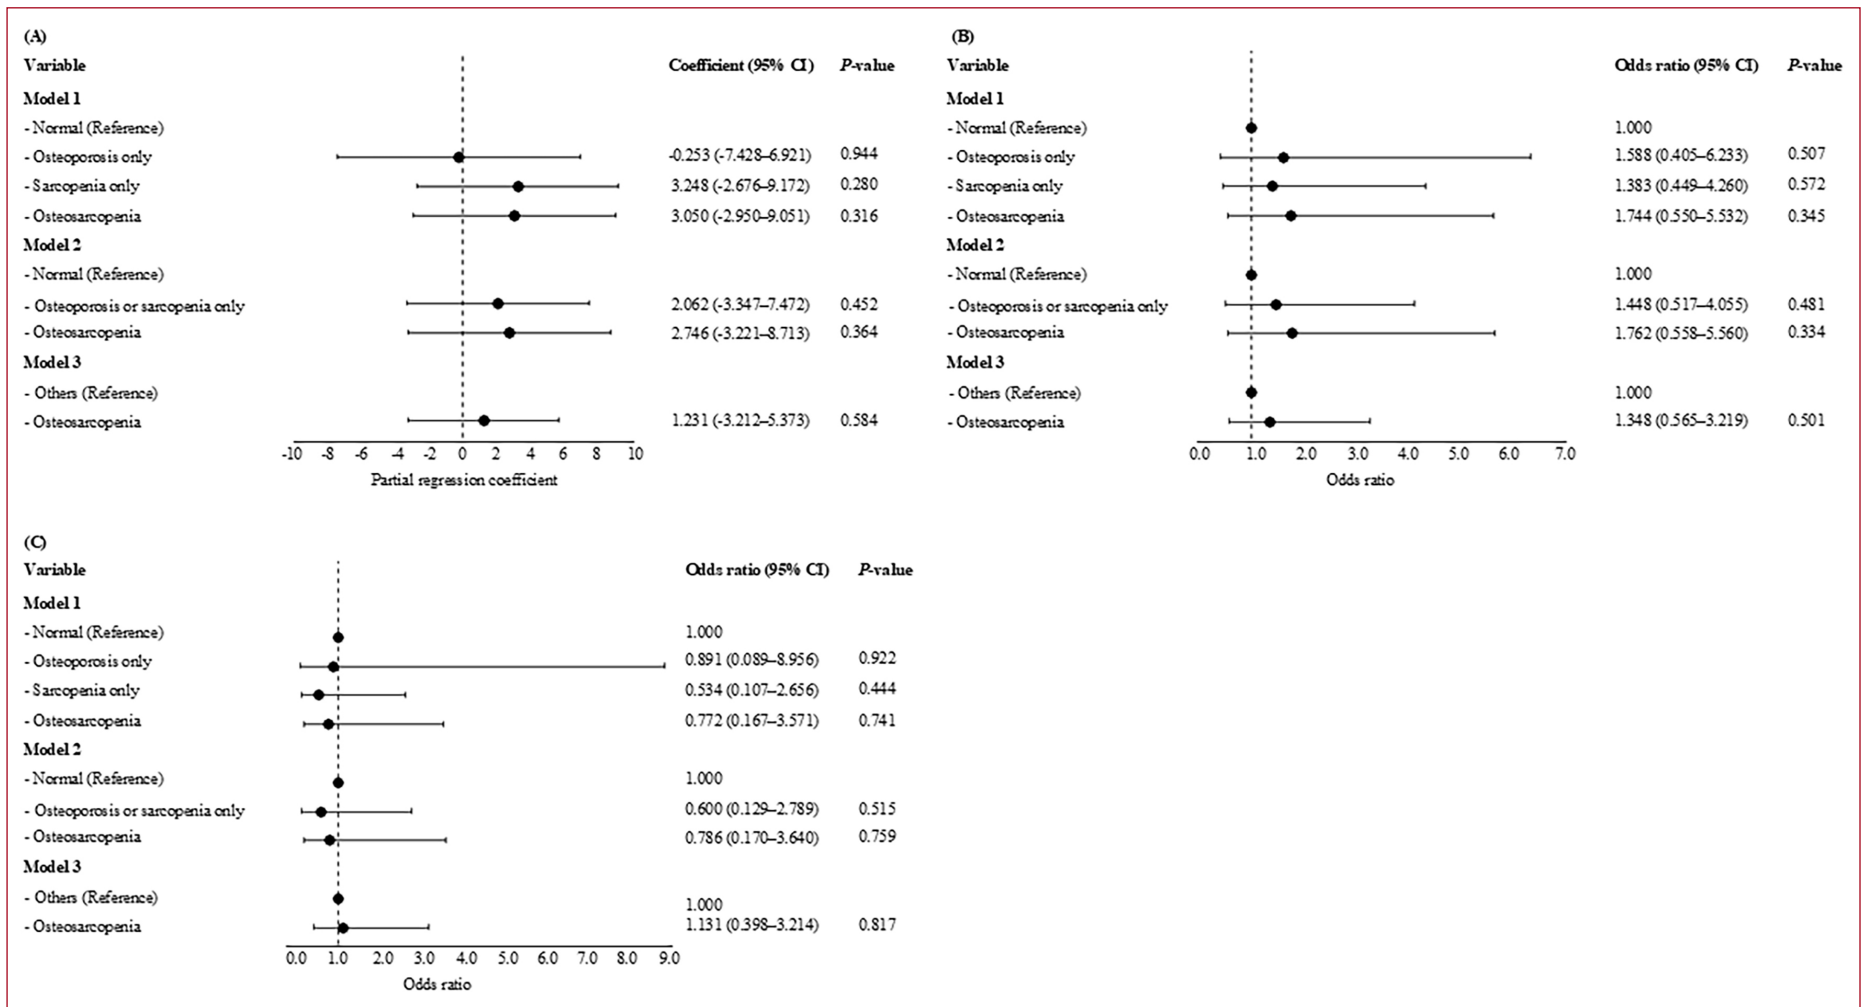 (A)
Variable Coefficient (95% CI) P-value
Model 1
- Normal (Reference)
- Osteoporosis only -0.253 (-7.428–6.921) 0.944
- Sarcopenia only 3.248 (-2.676–9.172) 0.280
- Osteosarcopenia 3.050 (-2.950–9.051) 0.316
Model 2
- Normal (Reference)
- Osteoporosis or sarcopenia only 2.062 (-3.347–7.472) 0.452
- Osteosarcopenia 2.746 (-3.221–8.713) 0.364
Model 3
- Others (Reference)
- Osteosarcopenia 1.231 (-3.212–5.373) 0.584
-10 -8 -6 -4 -2 0 2 4 6 8 10
Partial regression coefficient
(B)
Variable Odds ratio (95% CI) P-value
Model 1
- Normal (Reference) 1.000
- Osteoporosis only 1.588 (0.405–6.233) 0.507
- Sarcopenia only 1.383 (0.449–4.260) 0.572
- Osteosarcopenia 1.744 (0.550–5.532) 0.345
Model 2
- Normal (Reference) 1.000
- Osteoporosis or sarcopenia only 1.448 (0.517–4.055) 0.481
- Osteosarcopenia 1.762 (0.558–5.560) 0.334
Model 3
- Others (Reference) 1.000
- Osteosarcopenia 1.348 (0.565–3.219) 0.501
0.0 1.0 2.0 3.0 4.0 5.0 6.0 7.0
Odds ratio
(C)
Variable Odds ratio (95% CI) P-value
Model 1
- Normal (Reference) 1.000
- Osteoporosis only 0.891 (0.089–8.956) 0.922
- Sarcopenia only 0.534 (0.107–2.656) 0.444
- Osteosarcopenia 0.772 (0.167–3.571) 0.741
Model 2
- Normal (Reference) 1.000
- Osteoporosis or sarcopenia only 0.600 (0.129–2.789) 0.515
- Osteosarcopenia 0.786 (0.170–3.640) 0.759
Model 3
- Others (Reference) 1.000
- Osteosarcopenia 1.131 (0.398–3.214) 0.817
0.0 1.0 2.0 3.0 4.0 5.0 6.0 7.0 8.0 9.0
Odds ratio